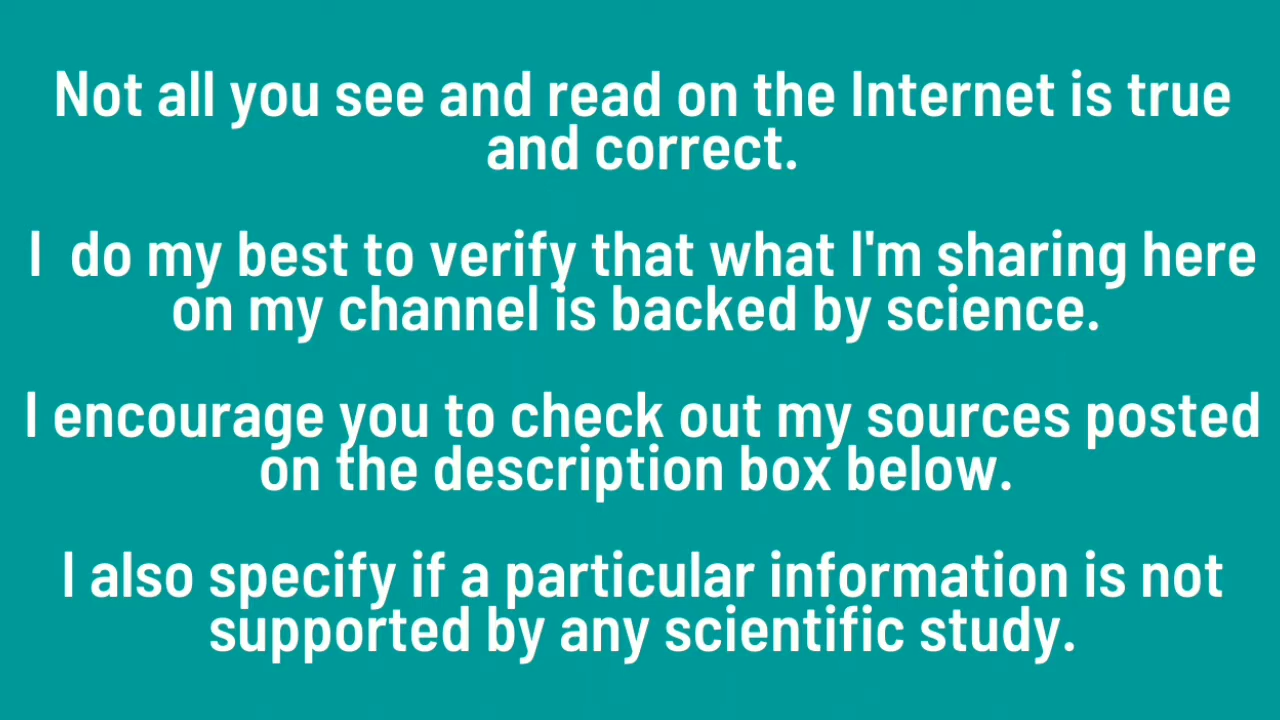 Not all you see and read on the Internet is true
and correct.
I  do my best to verify that what I'm sharing here
on my channel is backed by science.
I encourage you to check out my sources posted
on the description box below.
I also specify if a particular information is not
supported by any scientific study.